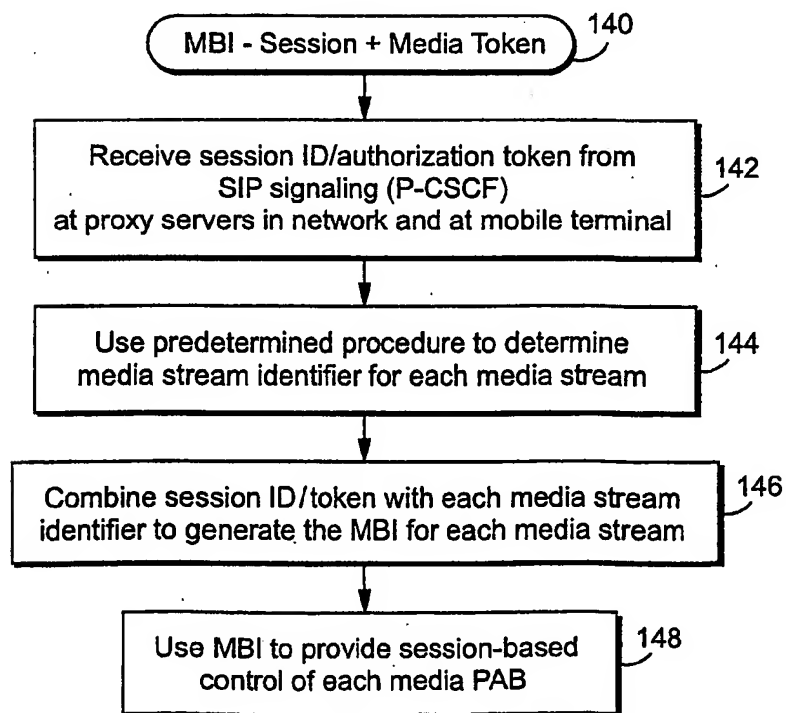 MBI - Session + Media Token
140
Receive session ID/authorization token from
SIP signaling (P-CSCF)
at proxy servers in network and at mobile terminal
142
Use predetermined procedure to determine
media stream identifier for each media stream
144
Combine session ID/token with each media stream
identifier to generate the MBI for each media stream
146
Use MBI to provide session-based
control of each media PAB
148